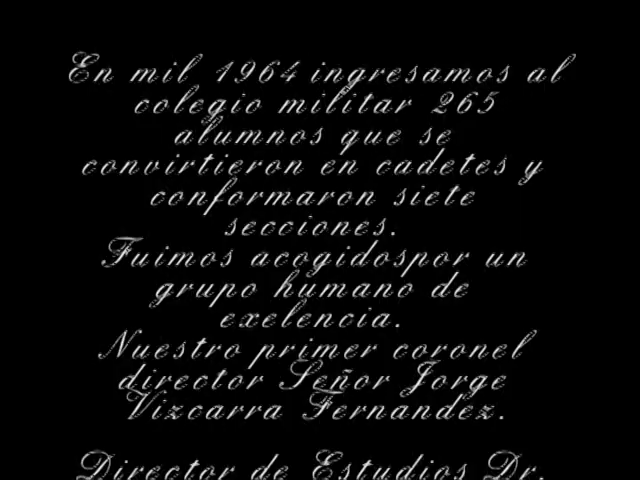 En mil 1964 ingresamos al
colegio militar 265
alumnos que se
convirtieron en cadetes y
conformaron siete
secciones.
Fuimos acogidospor un
grupo humano de
exelencia.
Nuestro primer coronel
director Señor Jorge
Vizcarra Fernandez.
Director de Estudios Dr.